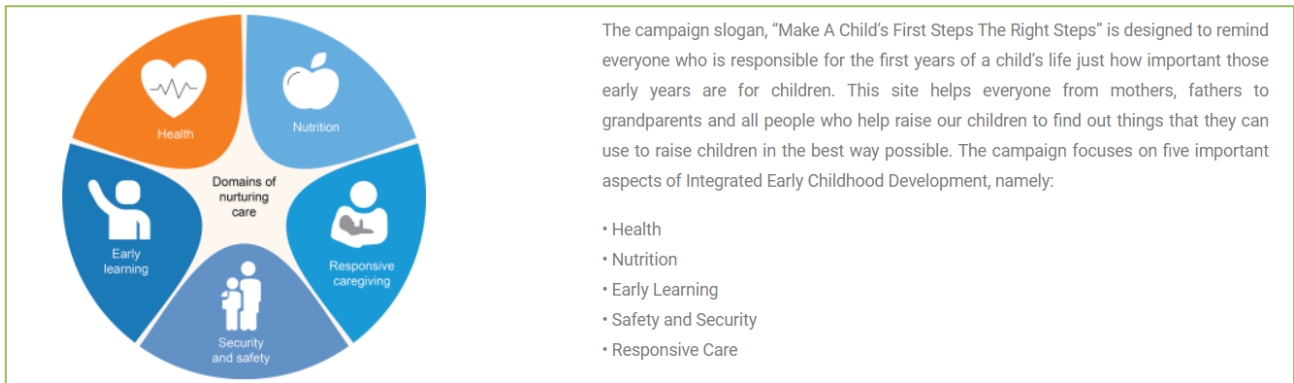 Health
Nutrition
Domains of
nurturing
care
Early
learning
Responsive
caregiving
Security
and safety
The campaign slogan, “Make A Child’s First Steps The Right Steps” is designed to remind
everyone who is responsible for the first years of a child’s life just how important those
early years are for children. This site helps everyone from mothers, fathers to
grandparents and all people who help raise our children to find out things that they can
use to raise children in the best way possible. The campaign focuses on five important
aspects of Integrated Early Childhood Development, namely:
• Health
• Nutrition
• Early Learning
• Safety and Security
• Responsive Care